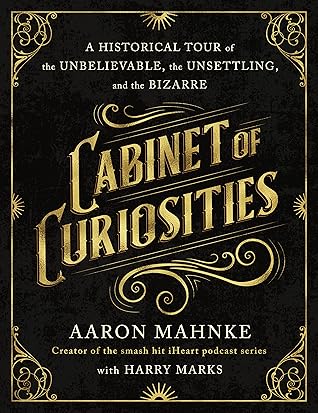 A HISTORICAL TOUR of
the UNBELIEVABLE, the UNSETTLING,
and the BIZARRE
CABINET OF
CURIOSITIES
AARON MAHNKE
Creator of the smash hit iHeart podcast series
with HARRY MARKS